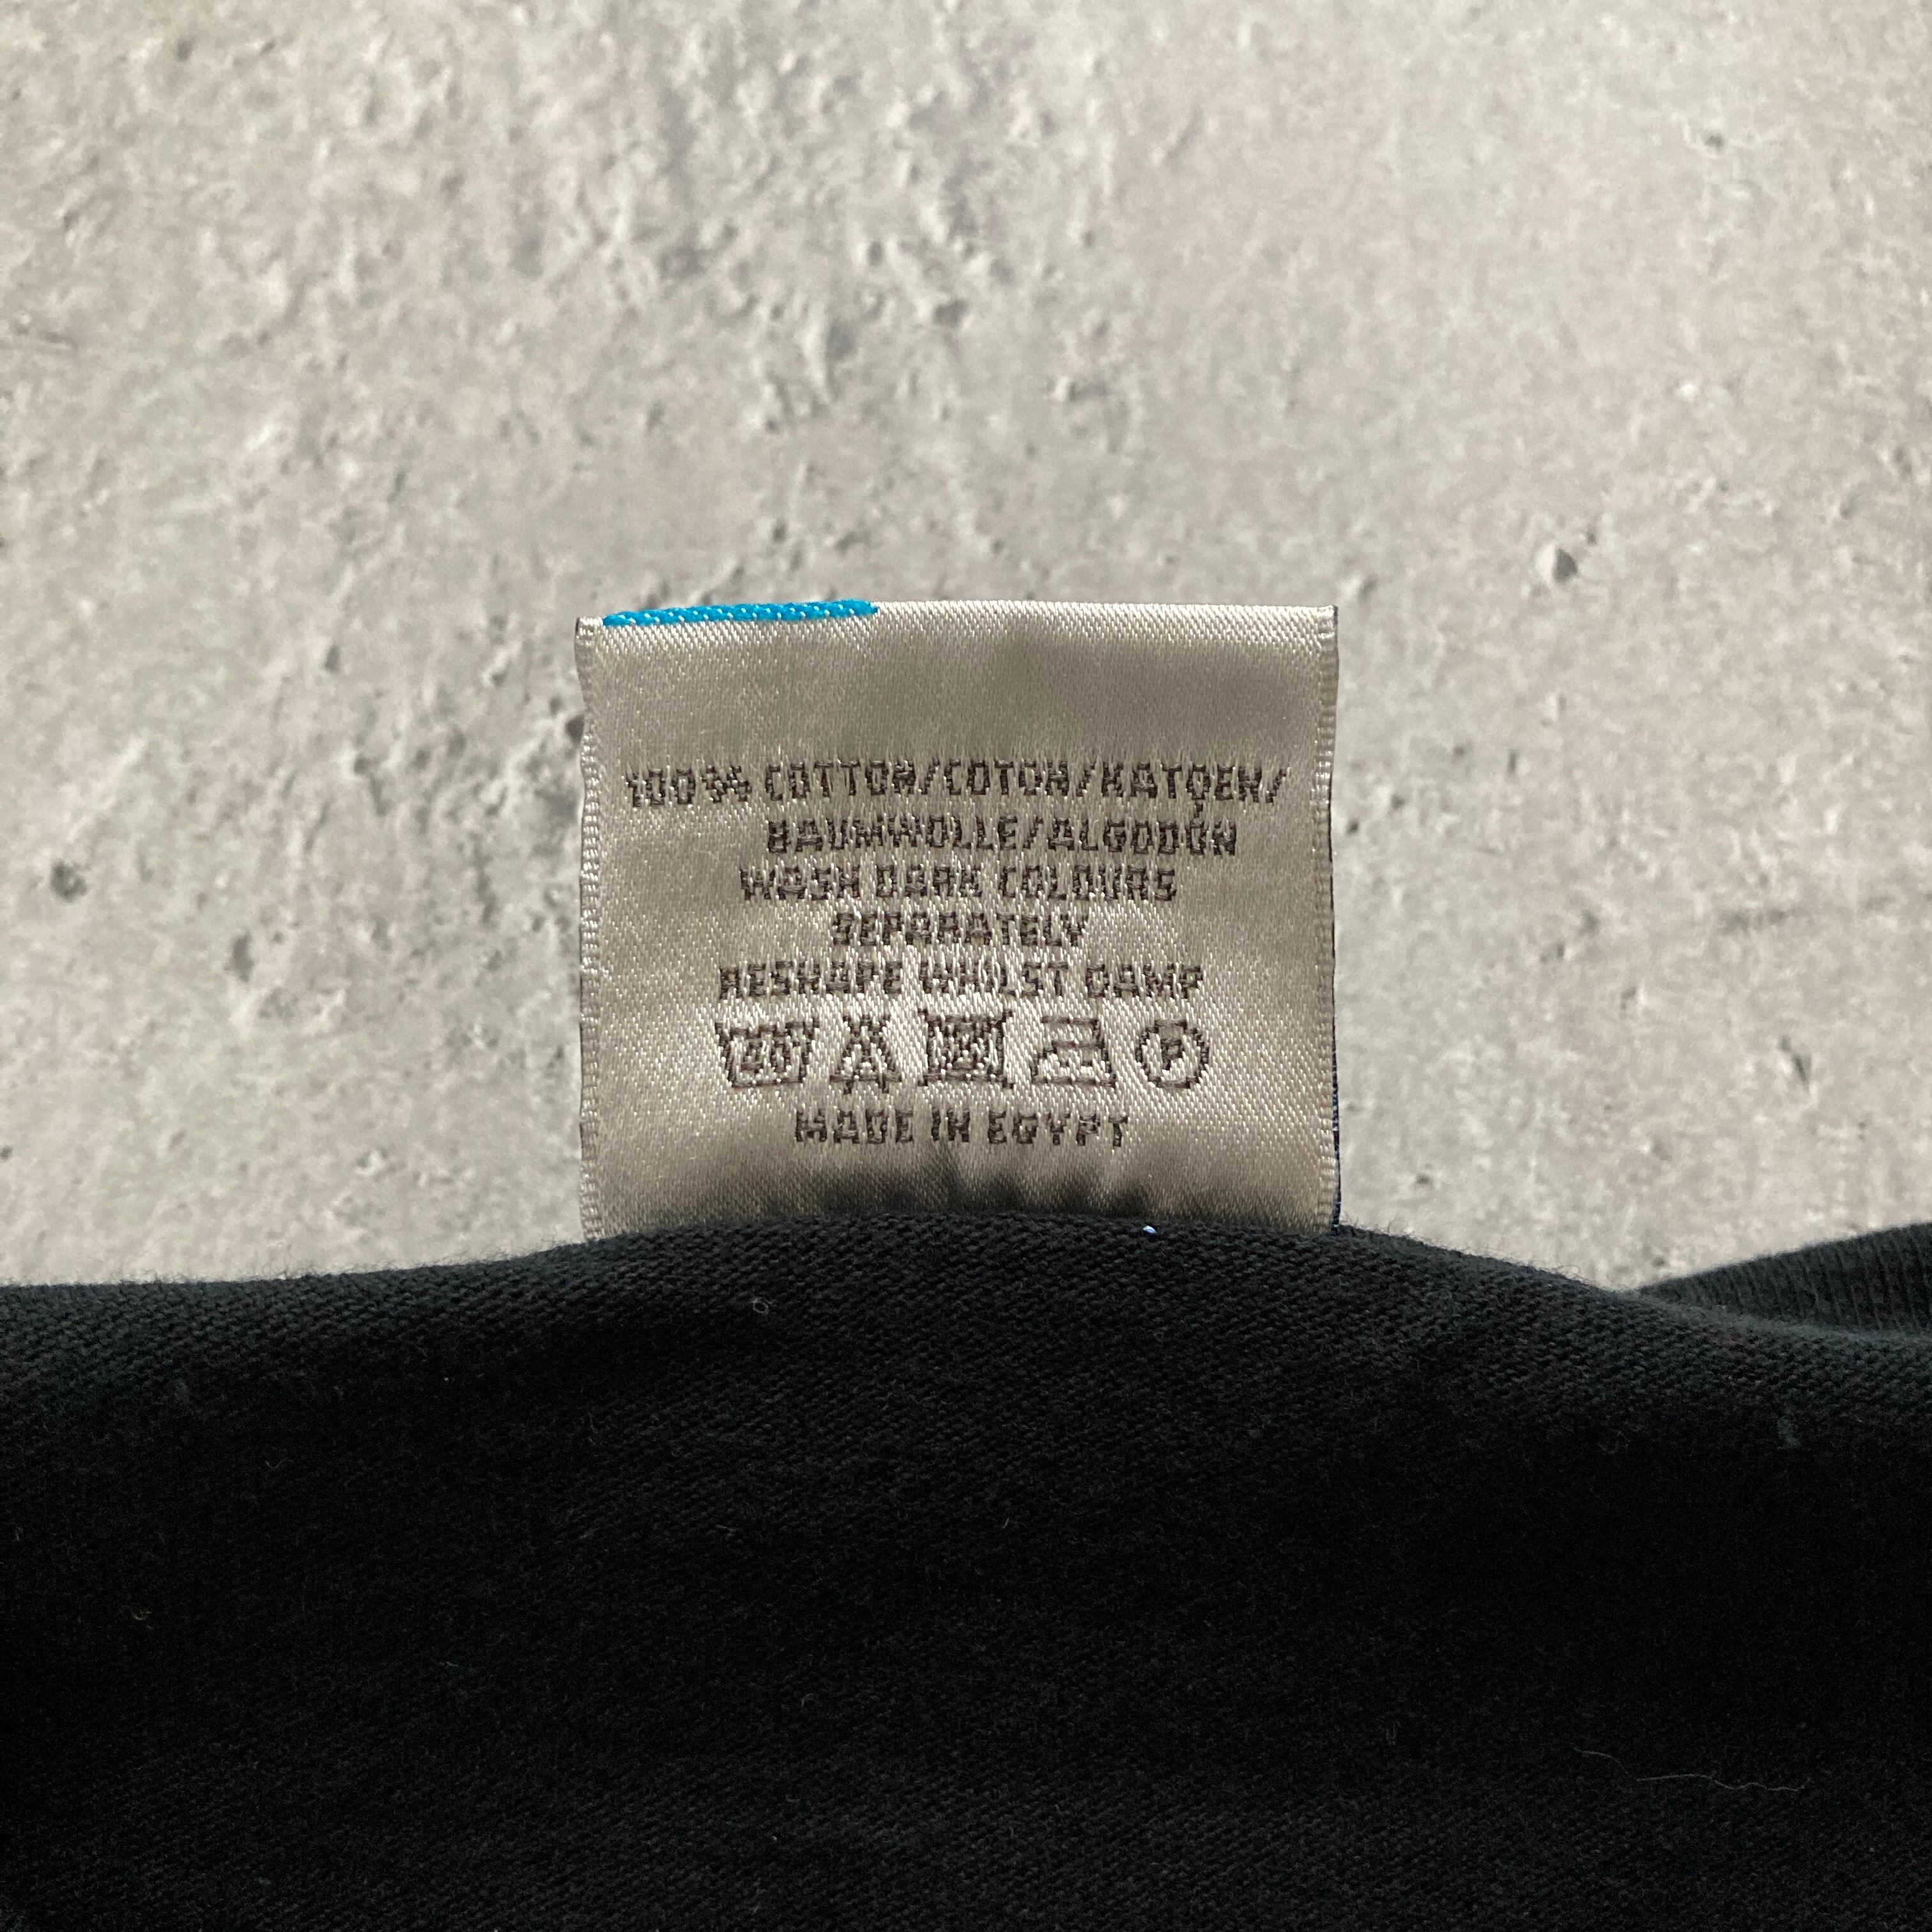 100% COTTON/COTON/KATOEN/
BAUMWOLLE/ALGODÓN
WASH DARK COLOURS
SEPARATELY
RESHAPE WHILST DAMP
40 P
MADE IN EGYPT